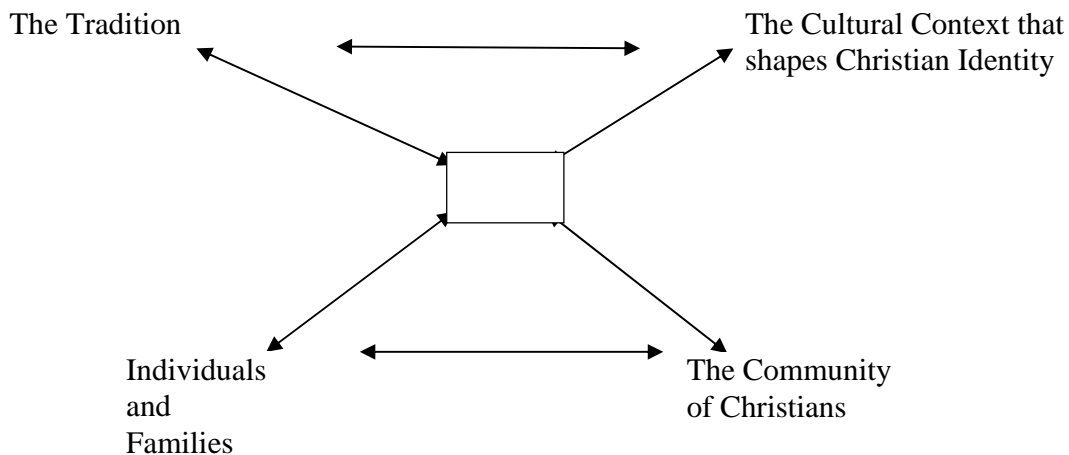 The Tradition
The Cultural Context that
shapes Christian Identity
Individuals
and
Families
The Community
of Christians